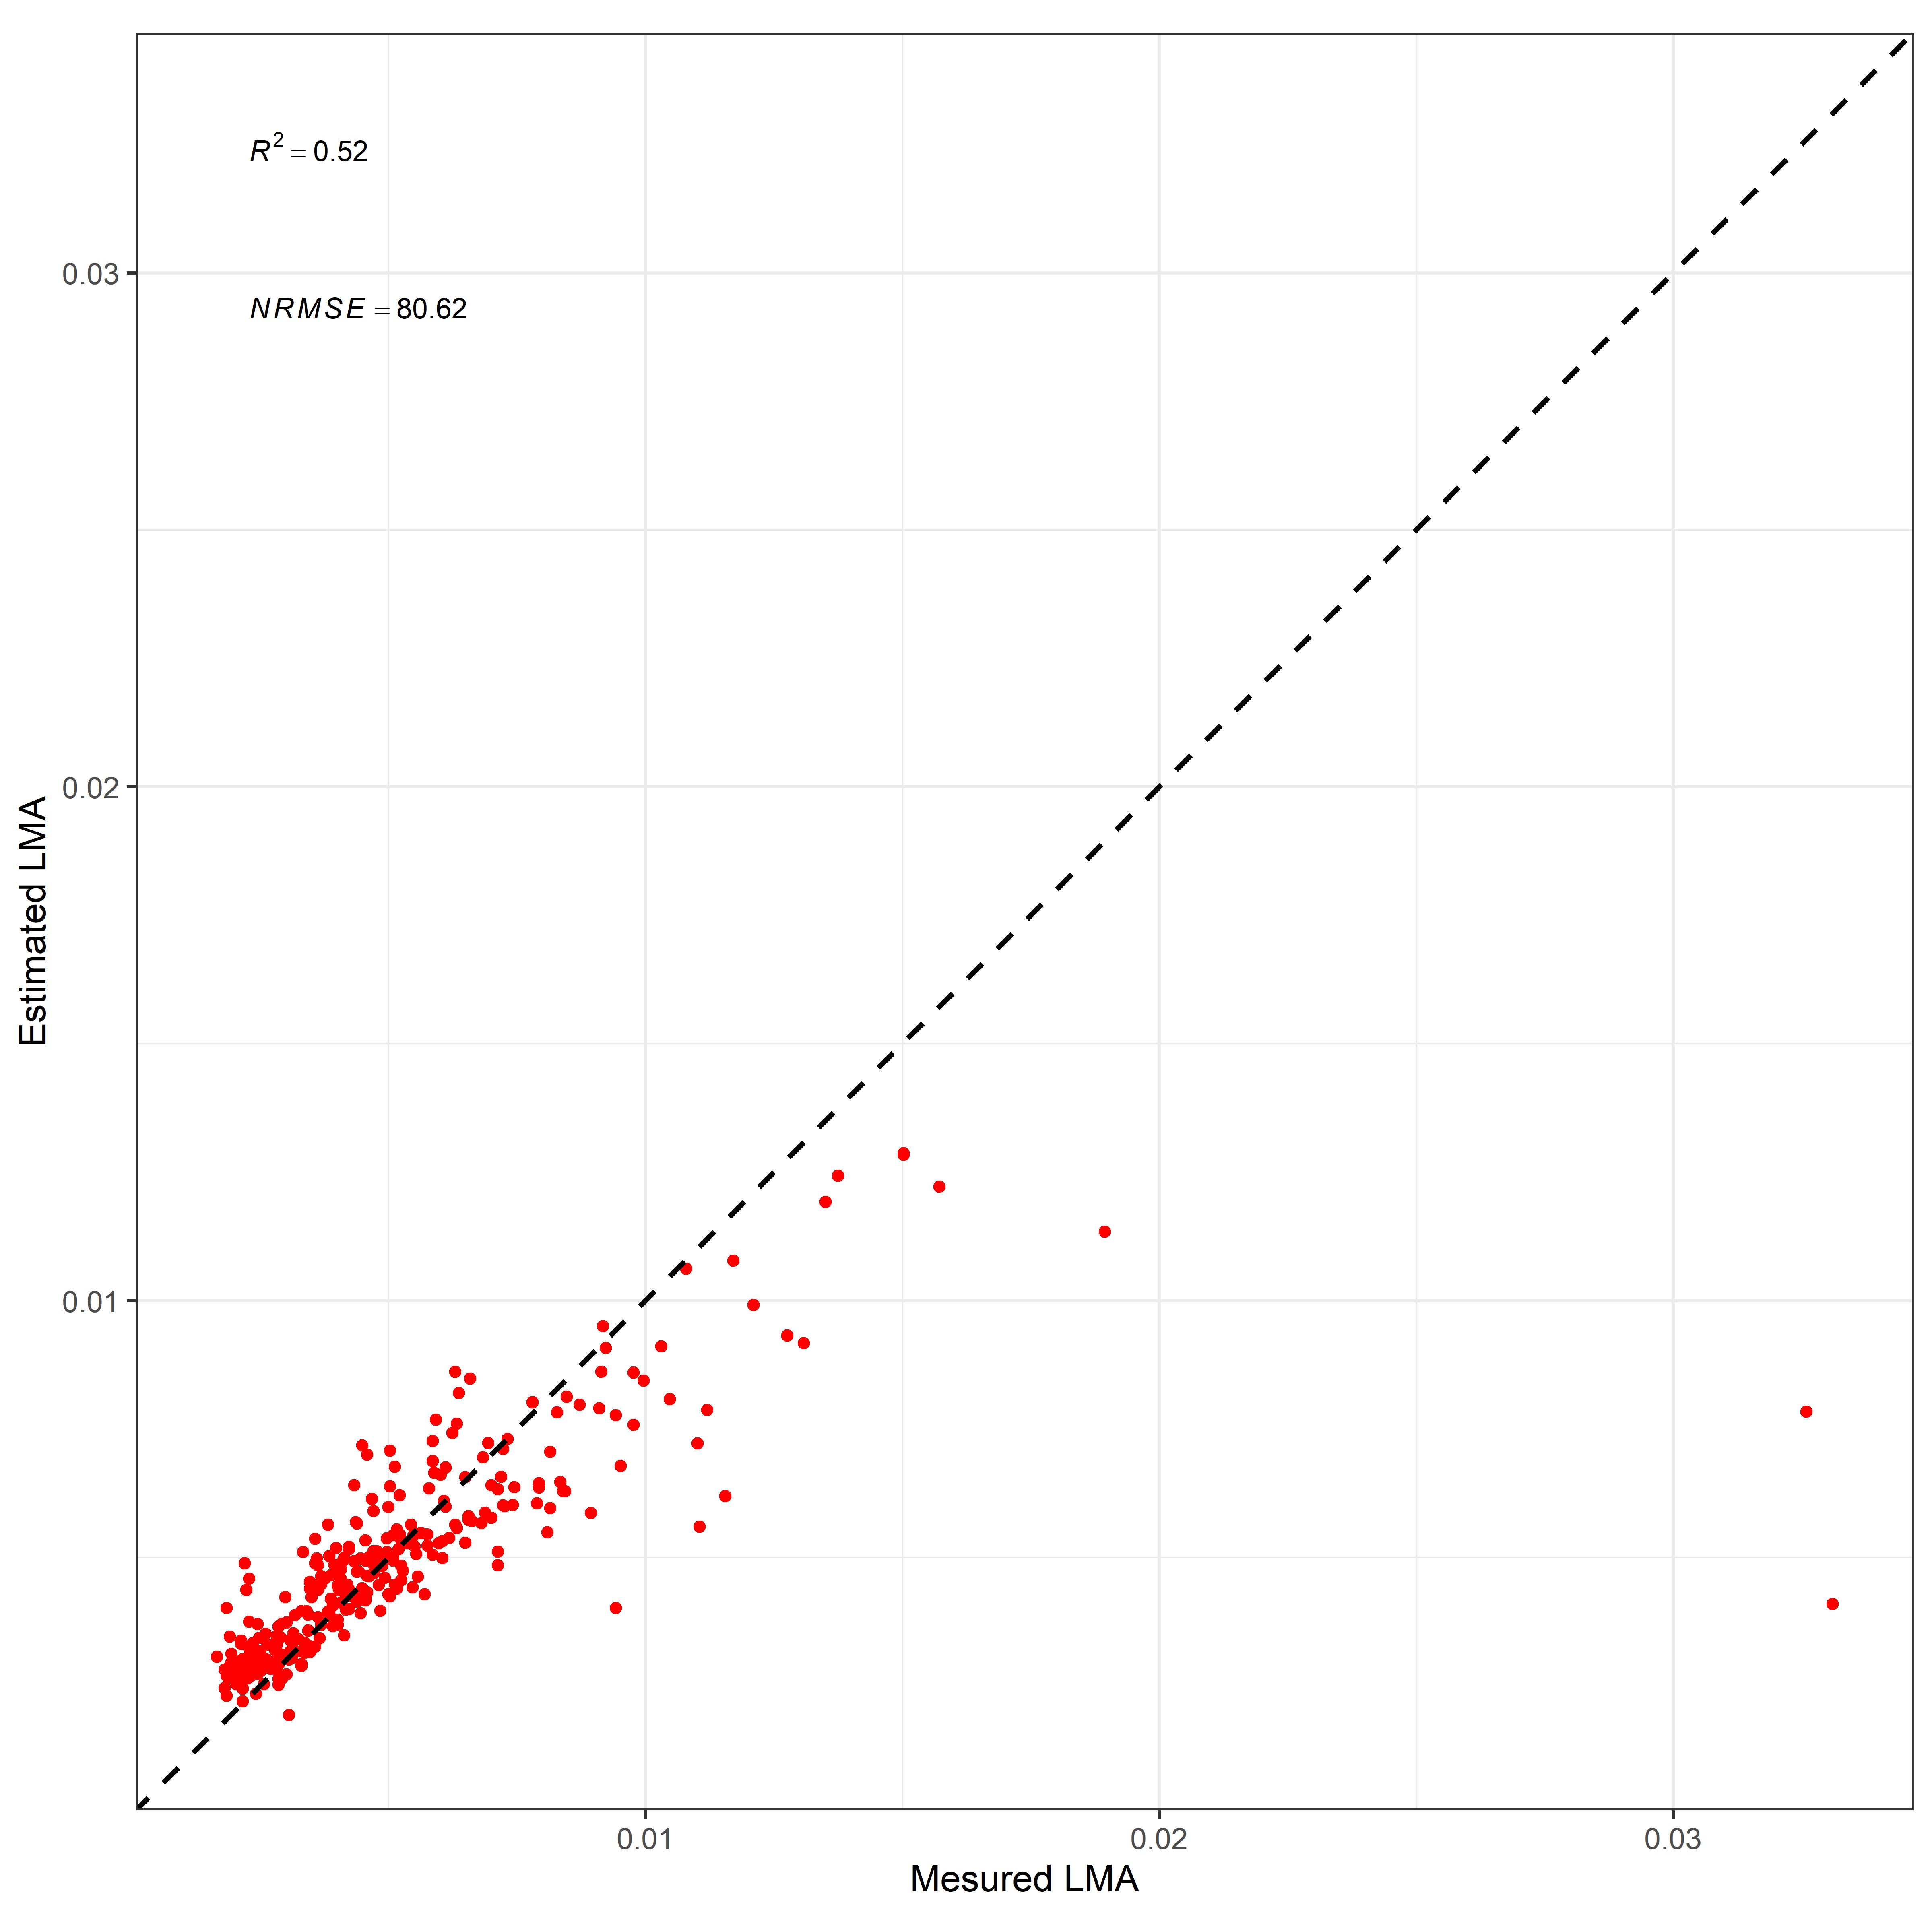 R² = 0.52
0.03
NRMSE = 80.62
0.02
Estimated LMA
0.01
0.01 0.02 0.03
Mesured LMA